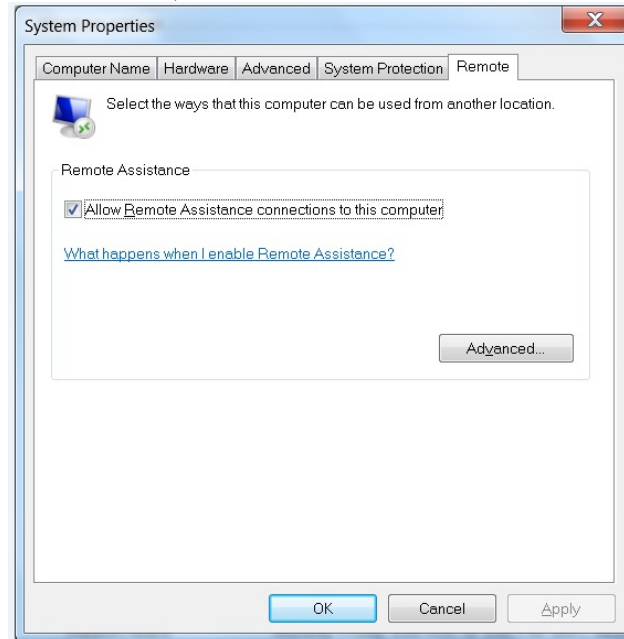 System Properties
X
Computer Name Hardware Advanced System Protection Remote
Select the ways that this computer can be used from another location.
Remote Assistance
Allow Remote Assistance connections to this computer
What happens when I enable Remote Assistance?
Advanced...
OK Cancel Apply